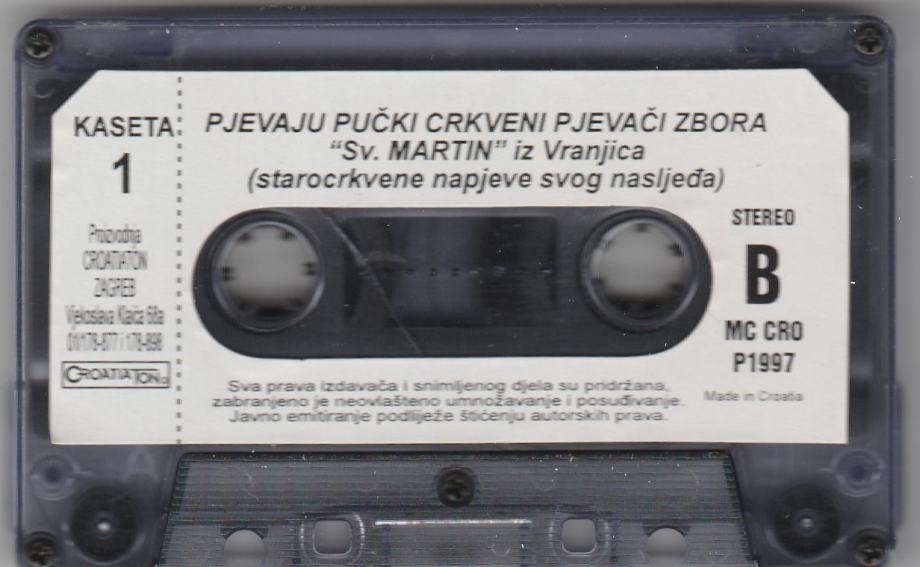 KASETA
1
Proizvodnja
CROATIATON
ZAGREB
Vjekoslava Klaića 68a
01/178-877 i 178-898
CROATIATON
PJEVAJU PUČKI CRKVENI PJEVAČI ZBORA
“Sv. MARTIN” iz Vranjica
(starocrkvene napjeve svog nasljeđa)
STEREO
B
MC CRO
P1997
Made in Croatia
Sva prava izdavača i snimljenog djela su pridržana,
zabranjeno je neovlašteno umnožavanje i posuđivanje.
Javno emitiranje podliježe štićenju autorskih prava.
A